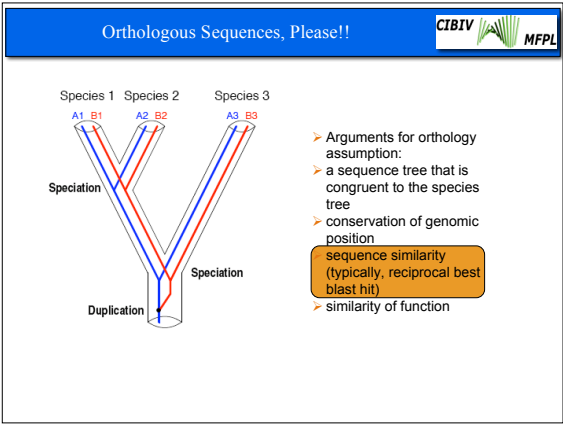 Orthologous Sequences, Please!!
CIBIV
MFPL
Species 1 Species 2 Species 3
A1 B1 A2 B2 A3 B3
Speciation
Speciation
Duplication
➢ Arguments for orthology
assumption:
➢ a sequence tree that is
congruent to the species
tree
➢ conservation of genomic
position
➢ sequence similarity
(typically, reciprocal best
blast hit)
➢ similarity of function